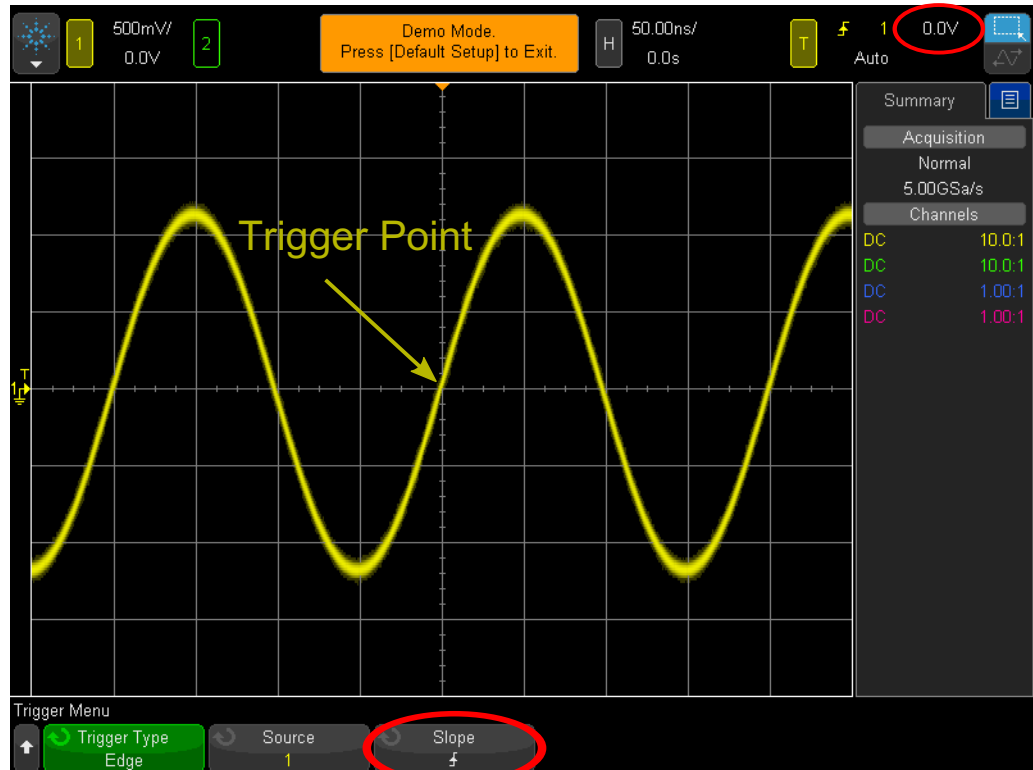 1
500mV/
0.0V
2
Demo Mode.
Press [Default Setup] to Exit.
H
50.00ns/
0.0s
T
1
0.0V
Auto
Summary
Acquisition
Normal
5.00GSa/s
Channels
DC 10.0:1
DC 10.0:1
DC 1.00:1
DC 1.00:1
Trigger Point
T
1
Trigger Menu
Trigger Type
Edge
Source
1
Slope